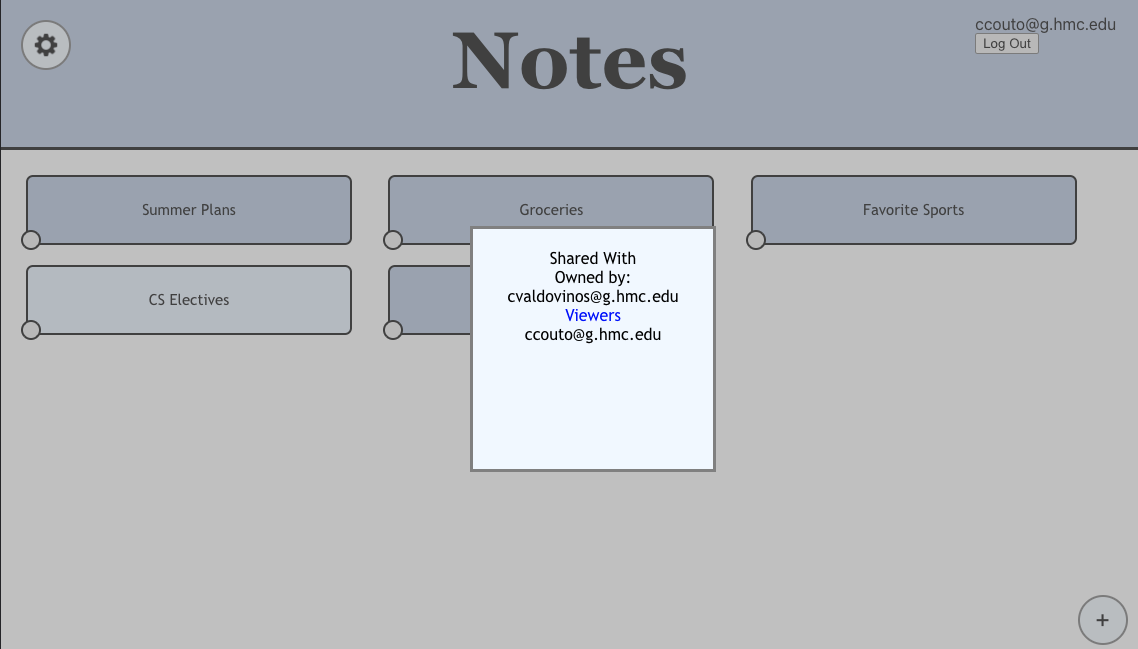 Notes
ccouto@g.hmc.edu
Log Out
Summer Plans
Groceries
Favorite Sports
CS Electives
Shared With
Owned by:
cvaldovinos@g.hmc.edu
Viewers
ccouto@g.hmc.edu
+